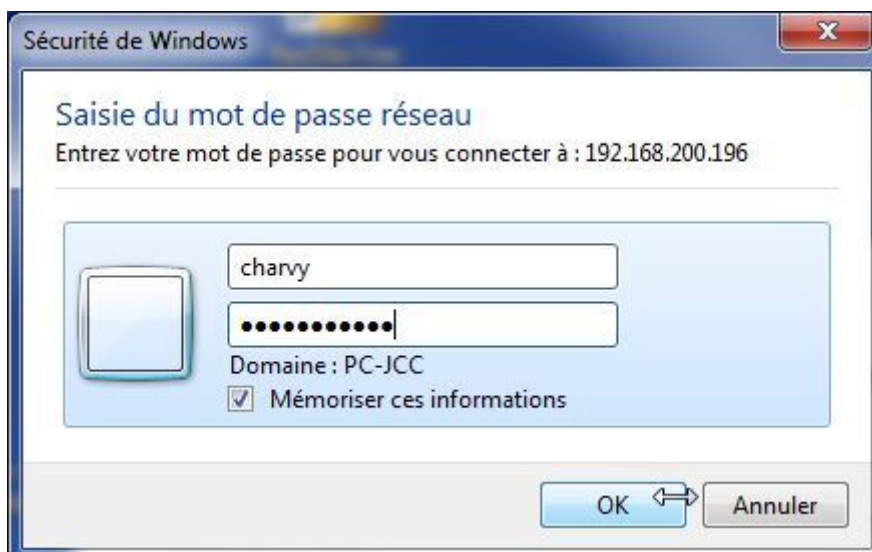 Sécurité de Windows
Saisie du mot de passe réseau
Entrez votre mot de passe pour vous connecter à : 192.168.200.196
charvy
●●●●●●●●●●●
Domaine : PC-JCC
Mémoriser ces informations
OK
Annuler